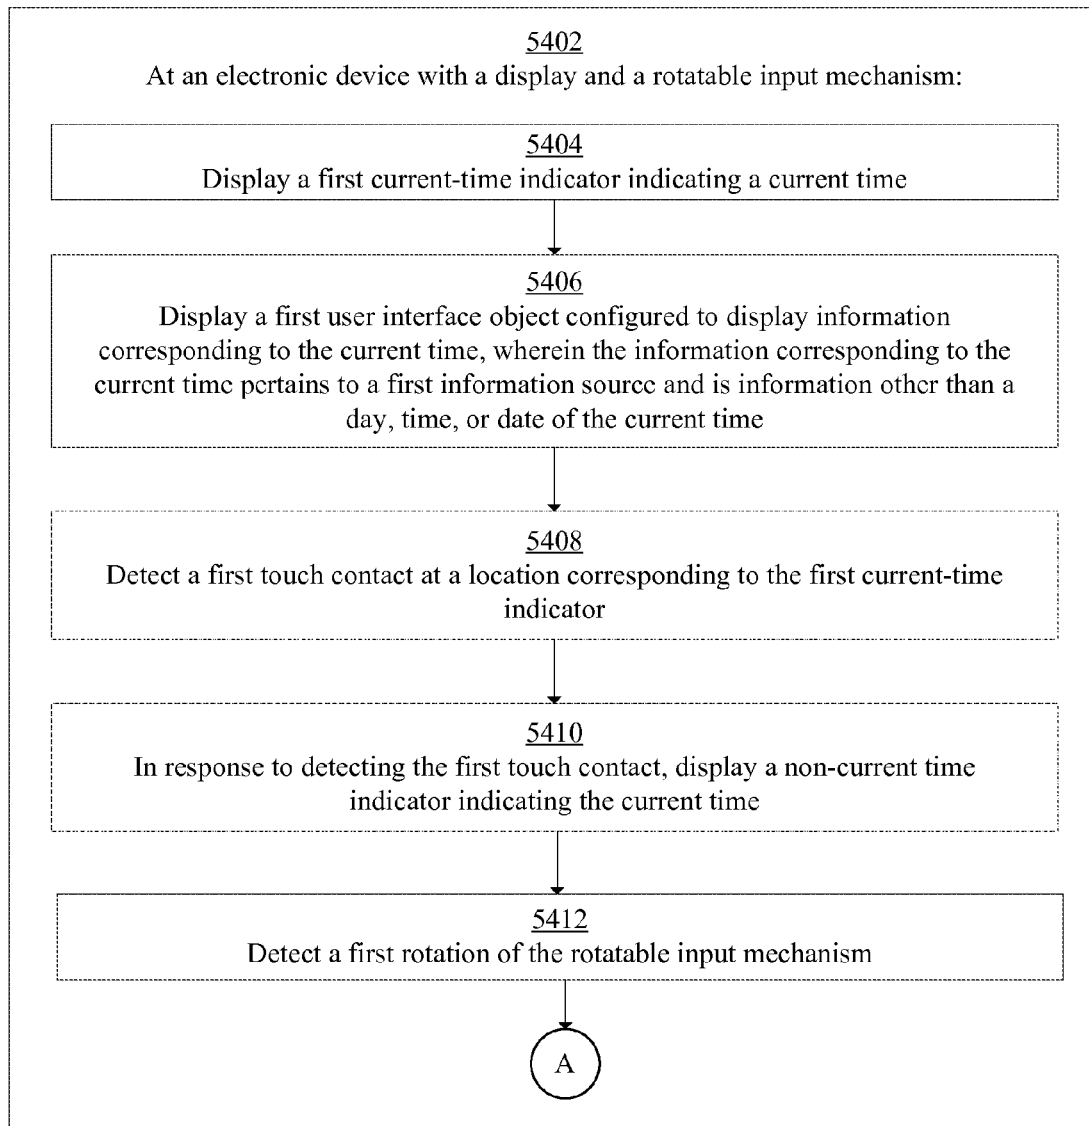 5402
At an electronic device with a display and a rotatable input mechanism:
5404
Display a first current-time indicator indicating a current time
5406
Display a first user interface object configured to display information
corresponding to the current time, wherein the information corresponding to the
current time pertains to a first information source and is information other than a
day, time, or date of the current time
5408
Detect a first touch contact at a location corresponding to the first current-time
indicator
5410
In response to detecting the first touch contact, display a non-current time
indicator indicating the current time
5412
Detect a first rotation of the rotatable input mechanism
A